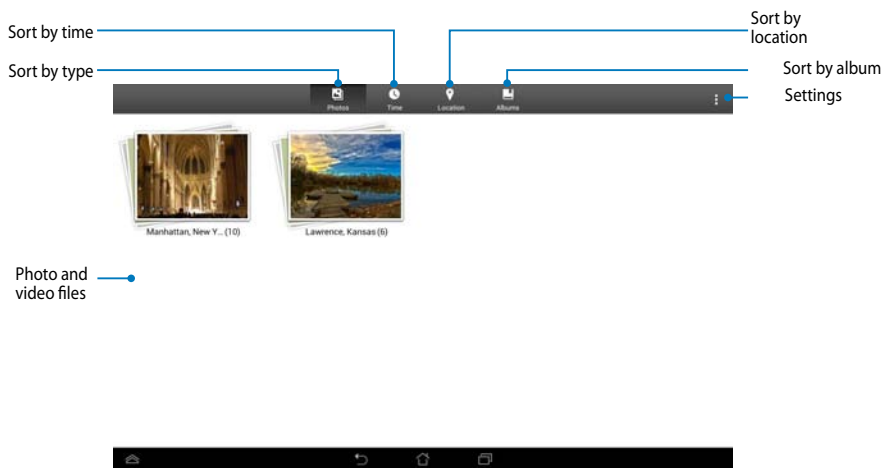 Sort by time
Sort by
location
Sort by type
Sort by album
Settings
Photos
Time
Location
Albums
Manhattan, New Y... (10)
Lawrence, Kansas (6)
Photo and
video files